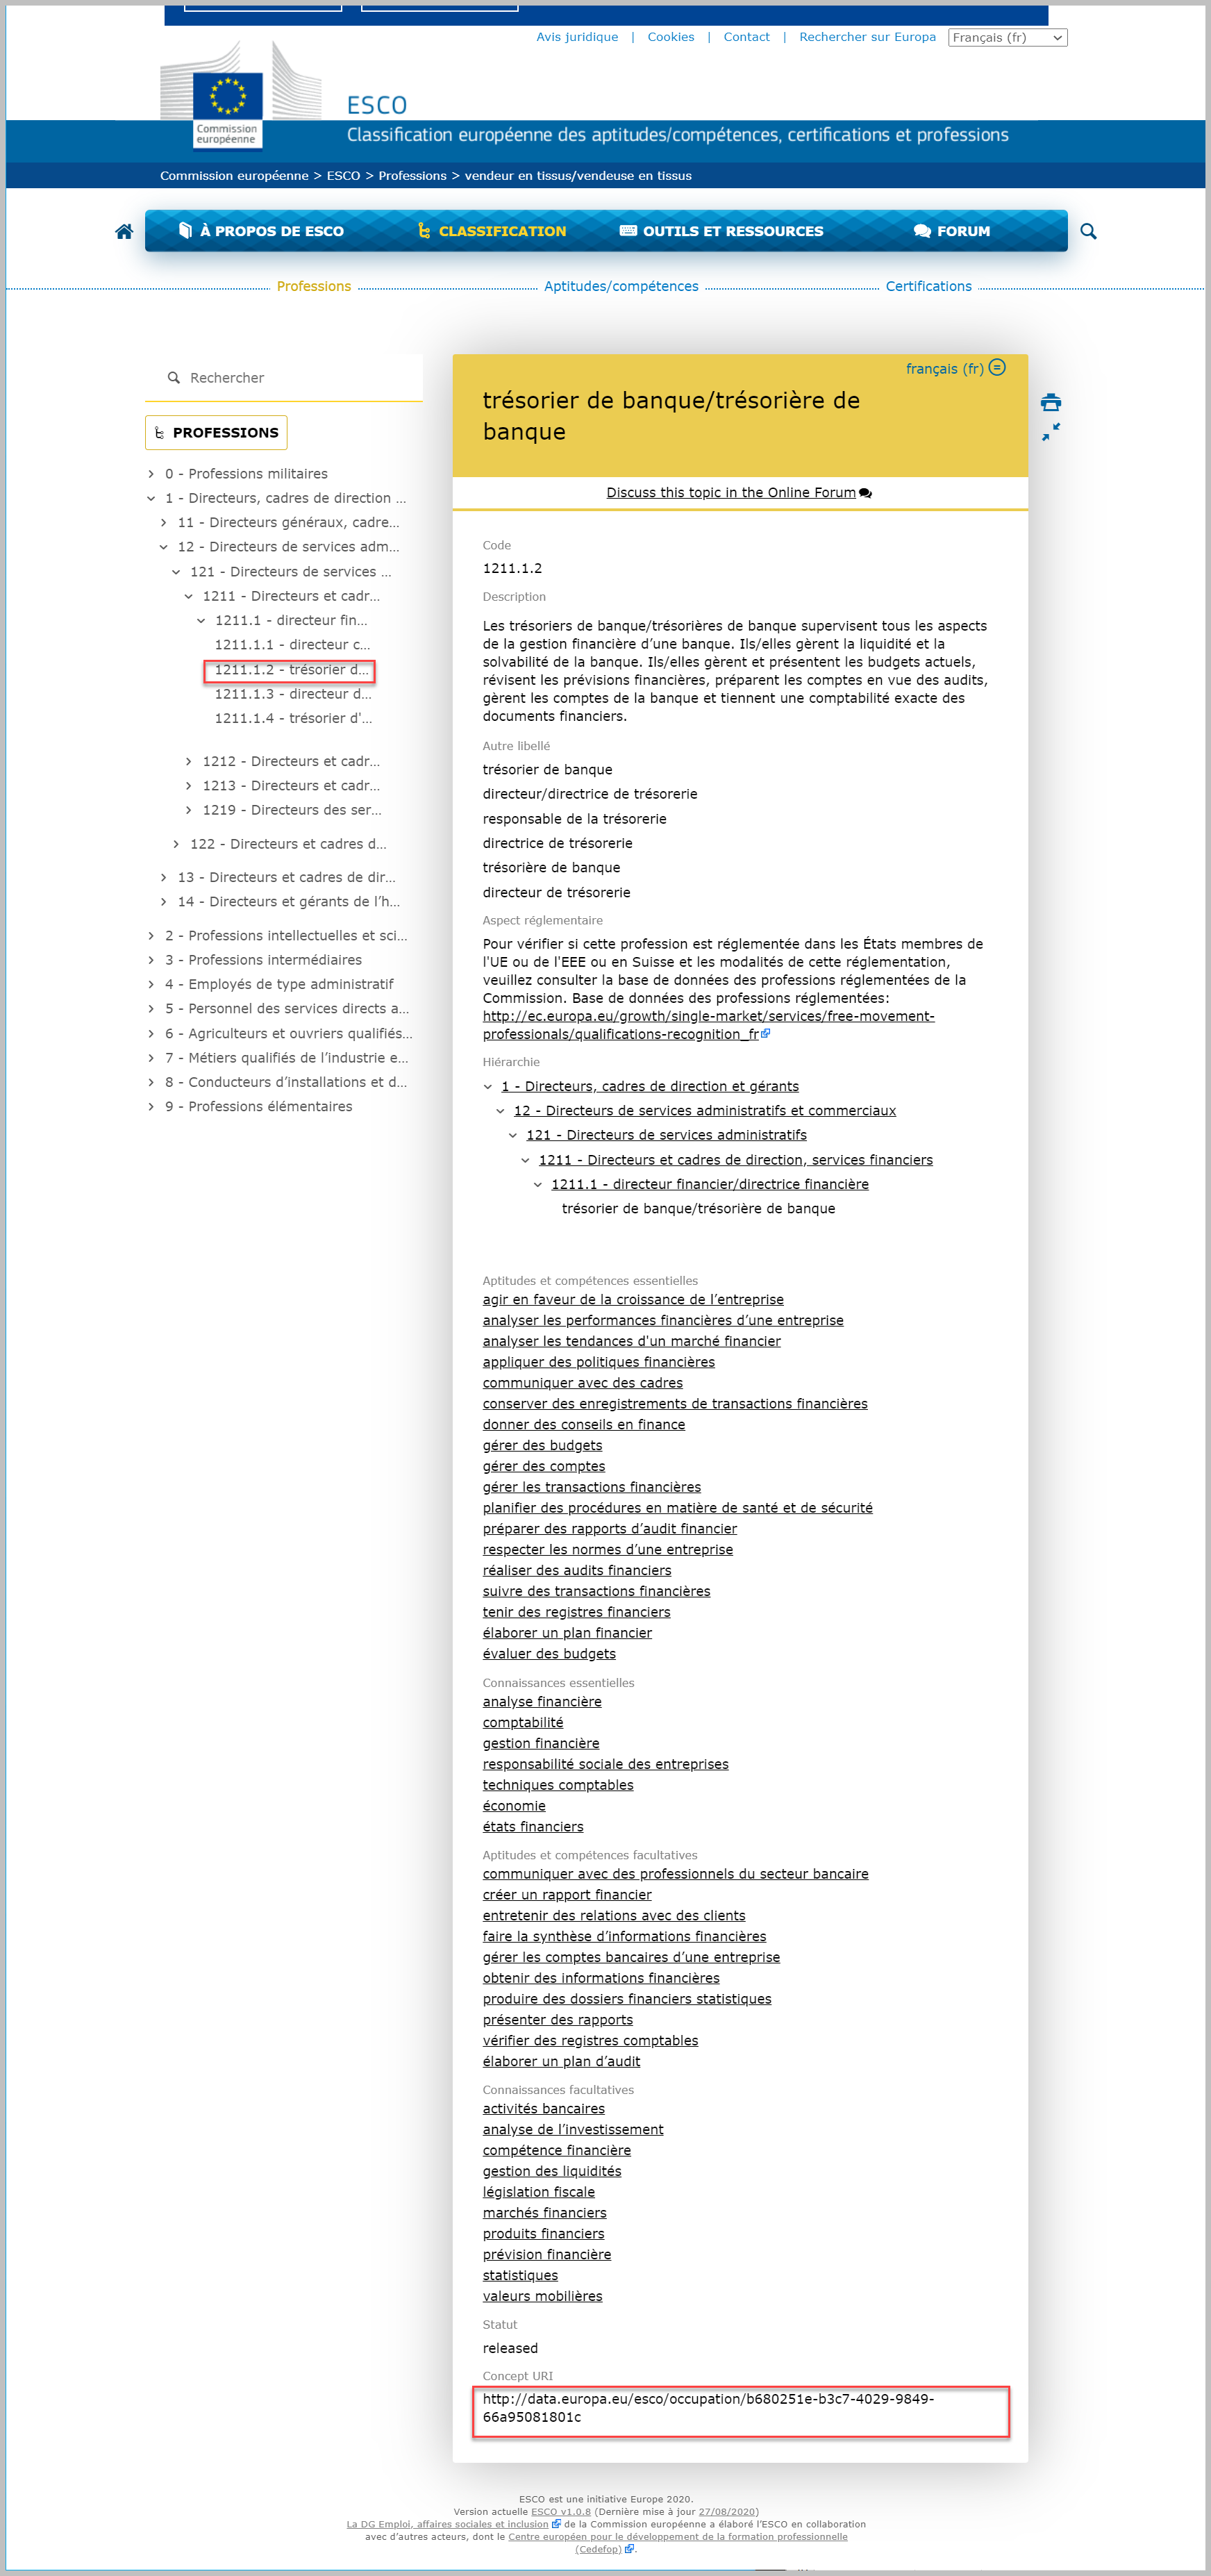 Avis juridique | Cookies | Contact | Rechercher sur Europa Français (fr)
ESCO
Commission
européenne
Classification européenne des aptitudes/compétences, certifications et professions
Commission européenne > ESCO > Professions > vendeur en tissus/vendeuse en tissus
À PROPOS DE ESCO CLASSIFICATION OUTILS ET RESSOURCES FORUM
Professions Aptitudes/compétences Certifications
Rechercher
PROFESSIONS
0 - Professions militaires
1 - Directeurs, cadres de direction ...
11 - Directeurs généraux, cadre...
12 - Directeurs de services adm...
121 - Directeurs de services ...
1211 - Directeurs et cadr...
1211.1 - directeur fin...
1211.1.1 - directeur c...
1211.1.2 - trésorier d...
1211.1.3 - directeur d...
1211.1.4 - trésorier d'...
1212 - Directeurs et cadr...
1213 - Directeurs et cadr...
1219 - Directeurs des ser...
122 - Directeurs et cadres d...
13 - Directeurs et cadres de dir...
14 - Directeurs et gérants de l’h...
2 - Professions intellectuelles et sci...
3 - Professions intermédiaires
4 - Employés de type administratif
5 - Personnel des services directs a...
6 - Agriculteurs et ouvriers qualifiés...
7 - Métiers qualifiés de l’industrie e...
8 - Conducteurs d’installations et d...
9 - Professions élémentaires
français (fr)
trésorier de banque/trésorière de
banque
Discuss this topic in the Online Forum
Code
1211.1.2
Description
Les trésoriers de banque/trésorières de banque supervisent tous les aspects
de la gestion financière d’une banque. Ils/elles gèrent la liquidité et la
solvabilité de la banque. Ils/elles gèrent et présentent les budgets actuels,
révisent les prévisions financières, préparent les comptes en vue des audits,
gèrent les comptes de la banque et tiennent une comptabilité exacte des
documents financiers.
Autre libellé
trésorier de banque
directeur/directrice de trésorerie
responsable de la trésorerie
directrice de trésorerie
trésorière de banque
directeur de trésorerie
Aspect réglementaire
Pour vérifier si cette profession est réglementée dans les États membres de
l'UE ou de l'EEE ou en Suisse et les modalités de cette réglementation,
veuillez consulter la base de données des professions réglementées de la
Commission. Base de données des professions réglementées:
http://ec.europa.eu/growth/single-market/services/free-movement-
professionals/qualifications-recognition_fr
Hiérarchie
1 - Directeurs, cadres de direction et gérants
12 - Directeurs de services administratifs et commerciaux
121 - Directeurs de services administratifs
1211 - Directeurs et cadres de direction, services financiers
1211.1 - directeur financier/directrice financière
trésorier de banque/trésorière de banque
Aptitudes et compétences essentielles
agir en faveur de la croissance de l’entreprise
analyser les performances financières d’une entreprise
analyser les tendances d'un marché financier
appliquer des politiques financières
communiquer avec des cadres
conserver des enregistrements de transactions financières
donner des conseils en finance
gérer des budgets
gérer des comptes
gérer les transactions financières
planifier des procédures en matière de santé et de sécurité
préparer des rapports d’audit financier
respecter les normes d’une entreprise
réaliser des audits financiers
suivre des transactions financières
tenir des registres financiers
élaborer un plan financier
évaluer des budgets
Connaissances essentielles
analyse financière
comptabilité
gestion financière
responsabilité sociale des entreprises
techniques comptables
économie
états financiers
Aptitudes et compétences facultatives
communiquer avec des professionnels du secteur bancaire
créer un rapport financier
entretenir des relations avec des clients
faire la synthèse d’informations financières
gérer les comptes bancaires d’une entreprise
obtenir des informations financières
produire des dossiers financiers statistiques
présenter des rapports
vérifier des registres comptables
élaborer un plan d’audit
Connaissances facultatives
activités bancaires
analyse de l’investissement
compétence financière
gestion des liquidités
législation fiscale
marchés financiers
produits financiers
prévision financière
statistiques
valeurs mobilières
Statut
released
Concept URI
http://data.europa.eu/esco/occupation/b680251e-b3c7-4029-9849-
66a95081801c
ESCO est une initiative Europe 2020.
Version actuelle ESCO v1.0.8 (Dernière mise à jour 27/08/2020)
La DG Emploi, affaires sociales et inclusion de la Commission européenne a élaboré l’ESCO en collaboration
avec d’autres acteurs, dont le Centre européen pour le développement de la formation professionnelle
(Cedefop).